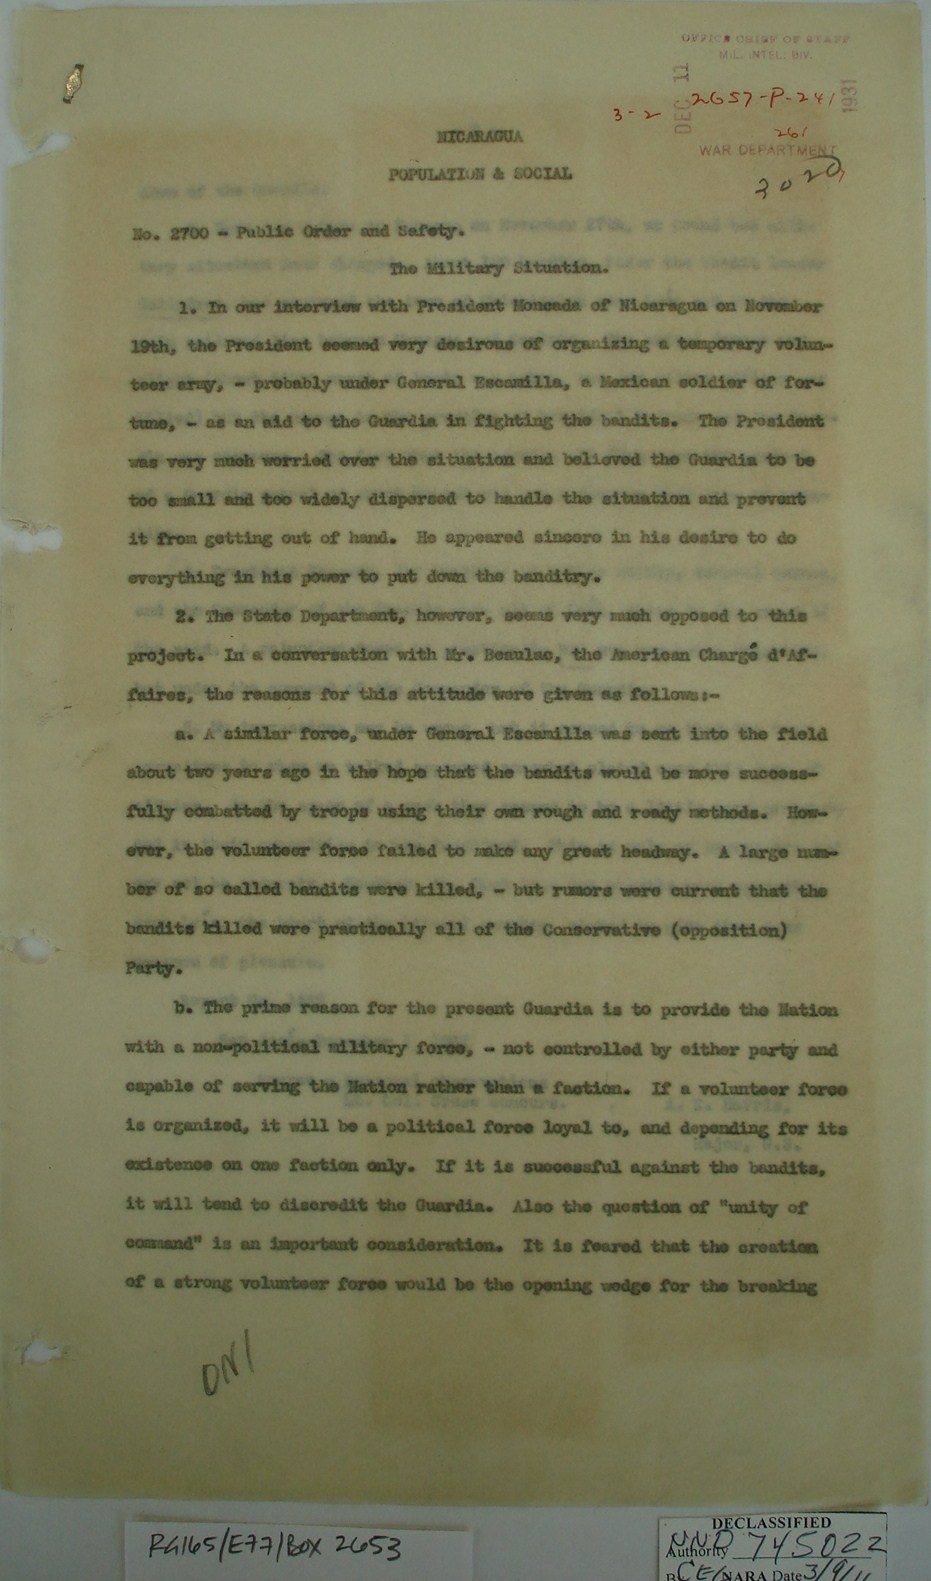 OFFICE CHIEF OF STAFF
MIL. INTEL. DIV.
DEC 11 1931
2657-P-241
3-2
261
WAR DEPARTMENT
3020
NICARAGUA
POPULATION & SOCIAL
No. 2700 - Public Order and Safety.
The Military Situation.
1. In our interview with President Moncada of Nicaragua on November
19th, the President seemed very desirous of organizing a temporary volun-
teer army, - probably under General Escamilla, a Mexican soldier of for-
tune, - as an aid to the Guardia in fighting the bandits. The President
was very much worried over the situation and believed the Guardia to be
too small and too widely dispersed to handle the situation and prevent
it from getting out of hand. He appeared sincere in his desire to do
everything in his power to put down the banditry.
2. The State Department, however, seems very much opposed to this
project. In a conversation with Mr. Beaulac, the American Chargé d'Af-
faires, the reasons for this attitude were given as follows:-
a. A similar force, under General Escamilla was sent into the field
about two years ago in the hope that the bandits would be more success-
fully combatted by troops using their own rough and ready methods. How-
ever, the volunteer force failed to make any great headway. A large num-
ber of so called bandits were killed, - but rumors were current that the
bandits killed were practically all of the Conservative (opposition)
Party.
b. The prime reason for the present Guardia is to provide the Nation
with a non-political military force, - not controlled by either party and
capable of serving the Nation rather than a faction. If a volunteer force
is organized, it will be a political force loyal to, and depending for its
existence on one faction only. If it is successful against the bandits,
it will tend to discredit the Guardia. Also the question of "unity of
command" is an important consideration. It is feared that the creation
of a strong volunteer force would be the opening wedge for the breaking
ONI
RG165/E77/Box 2653
DECLASSIFIED
Authority NND 745022
By CE/NARA Date 3/9/11